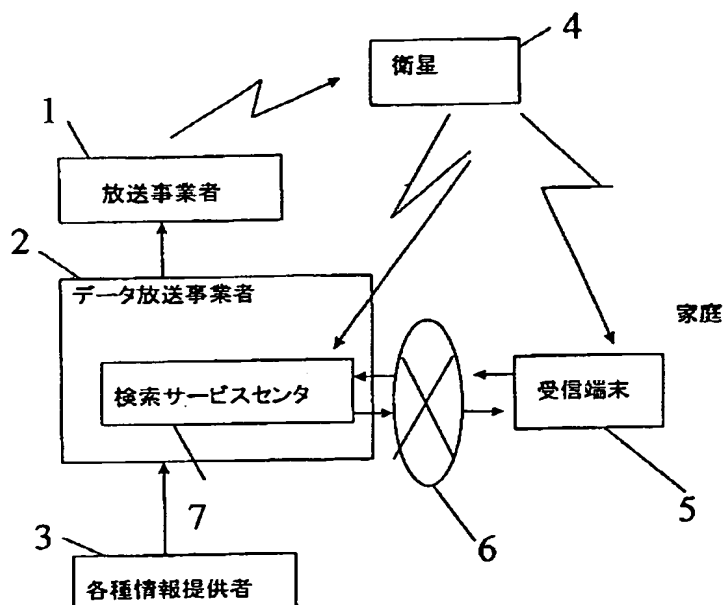 4
衛星
1
放送事業者
2
データ放送事業者
家庭
検索サービスセンタ
受信端末
7
6
5
3
各種情報提供者